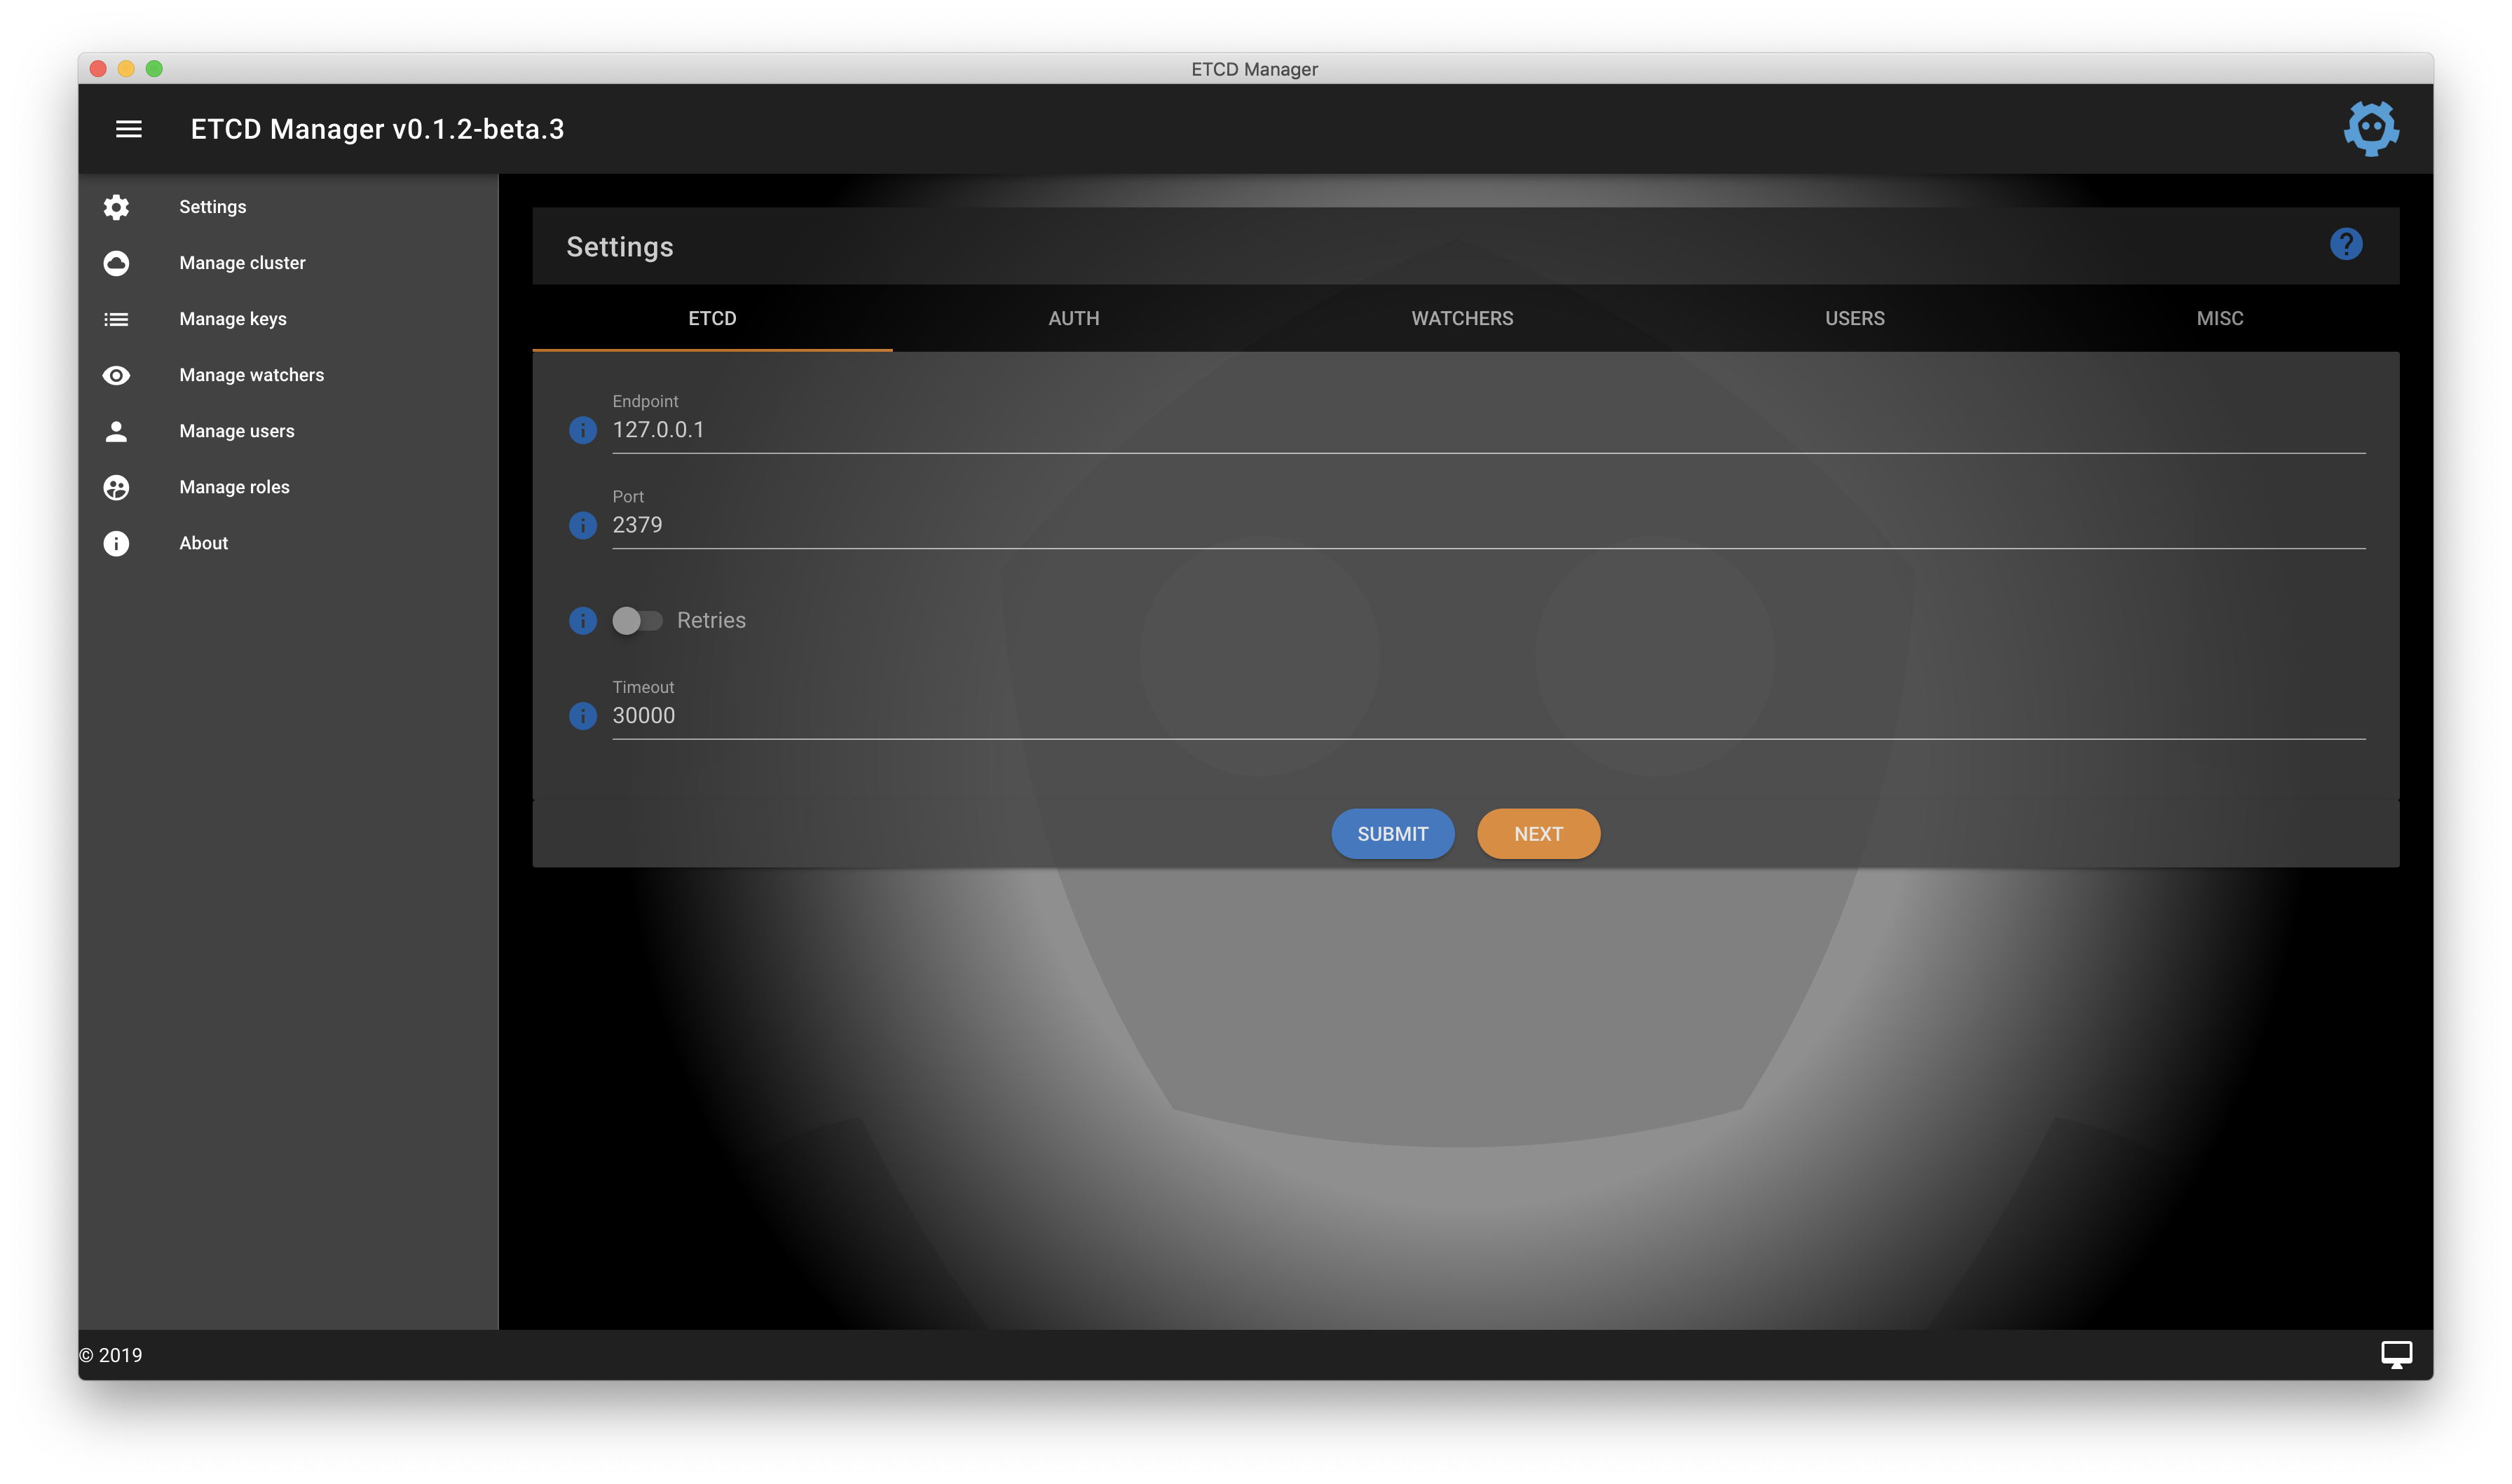 ETCD Manager
ETCD Manager v0.1.2-beta.3
Settings
Manage cluster
Manage keys
Manage watchers
Manage users
Manage roles
About
Settings
ETCD AUTH WATCHERS USERS MISC
Endpoint
127.0.0.1
Port
2379
Retries
Timeout
30000
SUBMIT NEXT
© 2019